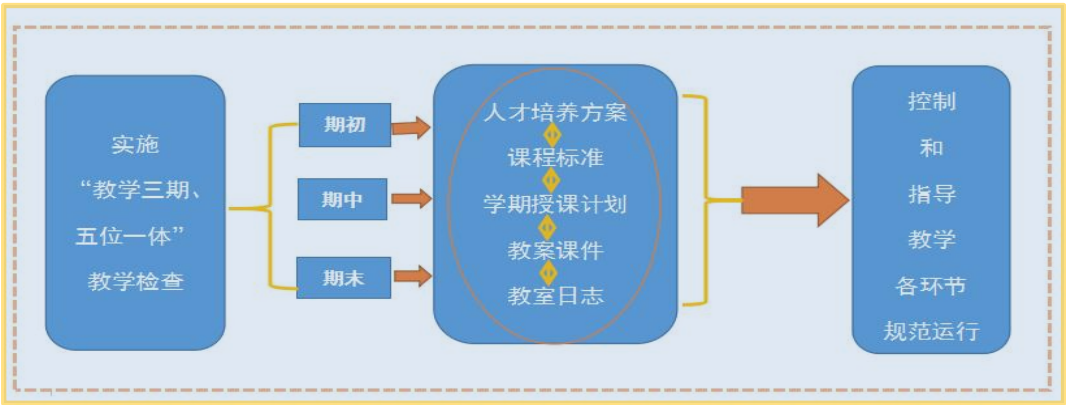 实施
“教学三期、
五位一体”
教学检查
期初
期中
期末
人才培养方案
课程标准
学期授课计划
教案课件
教室日志
控制
和
指导
教学
各环节
规范运行